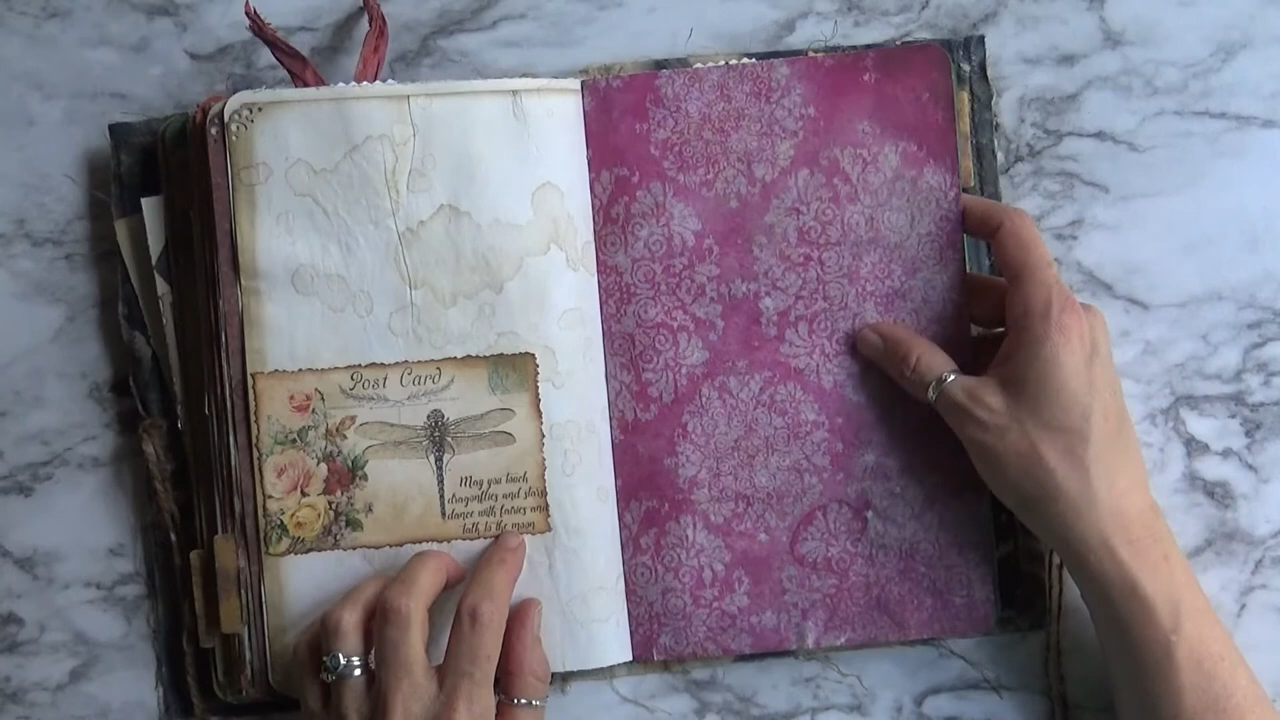 Post Card
May you touch
dragonflies and stars
dance with fairies and
talk to the moon